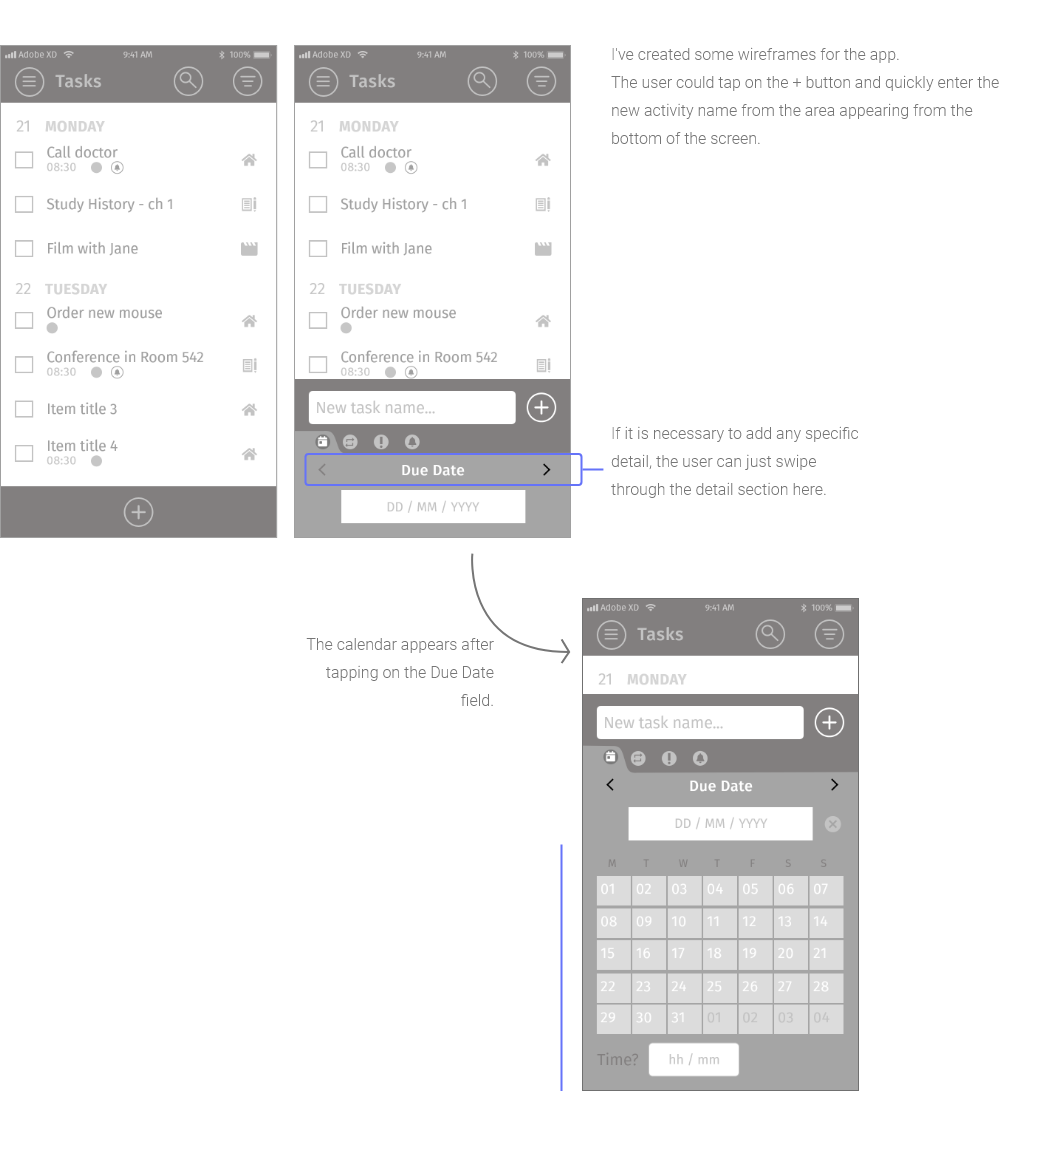 Adobe XD 9:41 AM 100%
Tasks
21 MONDAY
Call doctor
08:30
Study History - ch 1
Film with Jane
22 TUESDAY
Order new mouse
Conference in Room 542
08:30
Item title 3
Item title 4
08:30
Adobe XD 9:41 AM 100%
Tasks
21 MONDAY
Call doctor
08:30
Study History - ch 1
Film with Jane
22 TUESDAY
Order new mouse
Conference in Room 542
08:30
New task name...
Due Date
DD / MM / YYYY
I've created some wireframes for the app.
The user could tap on the + button and quickly enter the
new activity name from the area appearing from the
bottom of the screen.
If it is necessary to add any specific
detail, the user can just swipe
through the detail section here.
The calendar appears after
tapping on the Due Date
field.
Adobe XD 9:41 AM 100%
Tasks
21 MONDAY
New task name...
Due Date
DD / MM / YYYY
M T W T F S S
01 02 03 04 05 06 07
08 09 10 11 12 13 14
15 16 17 18 19 20 21
22 23 24 25 26 27 28
29 30 31 01 02 03 04
Time? hh / mm